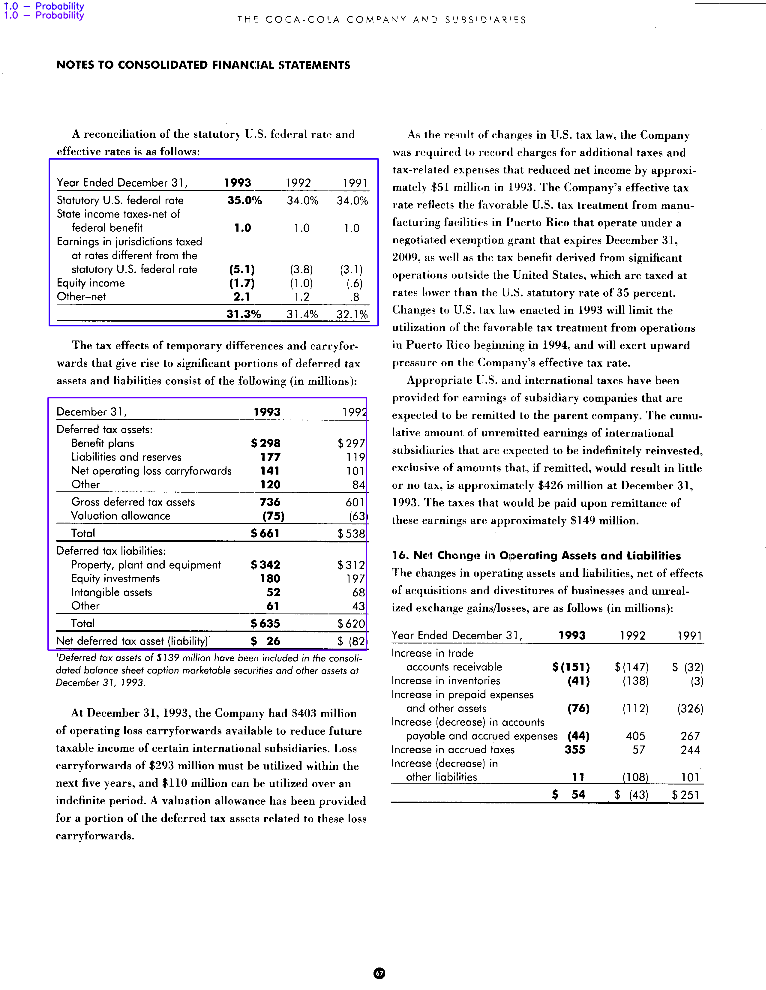 1.0 - Probability
1.0 - Probability
THE COCA-COLA COMPANY AND SUBSIDIARIES
NOTES TO CONSOLIDATED FINANCIAL STATEMENTS
A reconciliation of the statutory U.S. federal rate and
effective rates is as follows:
Year Ended December 31, 1993 1992 1991
Statutory U.S. federal rate 35.0% 34.0% 34.0%
State income taxes-net of
federal benefit 1.0 1.0 1.0
Earnings in jurisdictions taxed
at rates different from the
statutory U.S. federal rate (5.1) (3.8) (3.1)
Equity income (1.7) (1.0) (.6)
Other–net 2.1 1.2 .8
31.3% 31.4% 32.1%
The tax effects of temporary differences and carryfor-
wards that give rise to significant portions of deferred tax
assets and liabilities consist of the following (in millions):
December 31, 1993 1992
Deferred tax assets:
Benefit plans $298 $297
Liabilities and reserves 177 119
Net operating loss carryforwards 141 101
Other 120 84
Gross deferred tax assets 736 601
Valuation allowance (75) (63
Total $661 $538
Deferred tax liabilities:
Property, plant and equipment $342 $312
Equity investments 180 197
Intangible assets 52 68
Other 61 43
Total $635 $620
Net deferred tax asset (liability)¹ $ 26 $ (82
¹Deferred tax assets of $139 million have been included in the consoli-
dated balance sheet caption marketable securities and other assets at
December 31, 1993.
At December 31, 1993, the Company had $403 million
of operating loss carryforwards available to reduce future
taxable income of certain international subsidiaries. Loss
carryforwards of $293 million must be utilized within the
next five years, and $110 million can be utilized over an
indefinite period. A valuation allowance has been provided
for a portion of the deferred tax assets related to these loss
carryforwards.
As the result of changes in U.S. tax law, the Company
was required to record charges for additional taxes and
tax-related expenses that reduced net income by approxi-
mately $51 million in 1993. The Company's effective tax
rate reflects the favorable U.S. tax treatment from manu-
facturing facilities in Puerto Rico that operate under a
negotiated exemption grant that expires December 31,
2009, as well as the tax benefit derived from significant
operations outside the United States, which are taxed at
rates lower than the U.S. statutory rate of 35 percent.
Changes to U.S. tax law enacted in 1993 will limit the
utilization of the favorable tax treatment from operations
in Puerto Rico beginning in 1994, and will exert upward
pressure on the Company's effective tax rate.
Appropriate U.S. and international taxes have been
provided for earnings of subsidiary companies that are
expected to be remitted to the parent company. The cumu-
lative amount of unremitted earnings of international
subsidiaries that are expected to be indefinitely reinvested,
exclusive of amounts that, if remitted, would result in little
or no tax, is approximately $426 million at December 31,
1993. The taxes that would be paid upon remittance of
these earnings are approximately $149 million.
16. Net Change in Operating Assets and Liabilities
The changes in operating assets and liabilities, net of effects
of acquisitions and divestitures of businesses and unreal-
ized exchange gains/losses, are as follows (in millions):
Year Ended December 31, 1993 1992 1991
Increase in trade
accounts receivable $(151) $(147) $ (32)
Increase in inventories (41) (138) (3)
Increase in prepaid expenses
and other assets (76) (112) (326)
Increase (decrease) in accounts
payable and accrued expenses (44) 405 267
Increase in accrued taxes 355 57 244
Increase (decrease) in
other liabilities 11 (108) 101
$ 54 $ (43) $251
67